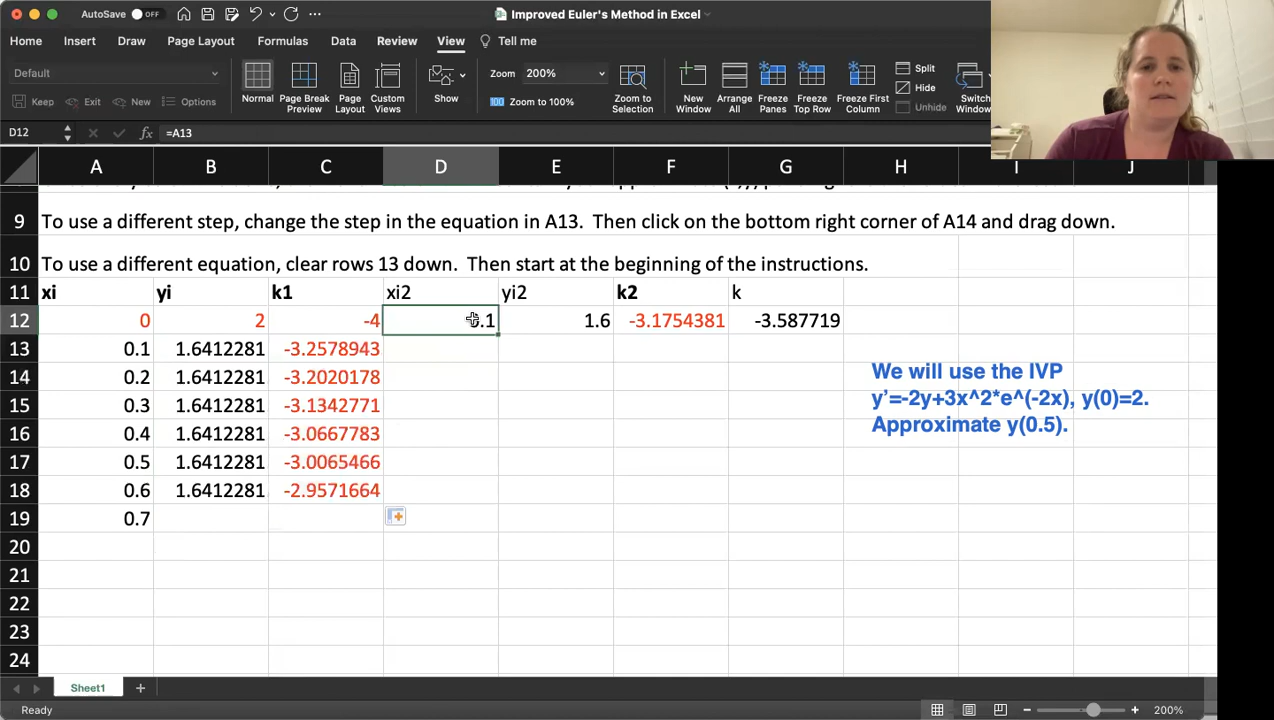 AutoSave OFF Improved Euler's Method in Excel
Home Insert Draw Page Layout Formulas Data Review View Tell me
Default
Keep Exit New Options
Normal Page Break Preview Page Layout Custom Views
Show
Zoom 200%
100 Zoom to 100%
Zoom to Selection
New Window Arrange All Freeze Panes Freeze Top Row Freeze First Column
Split
Hide
Unhide
Switch Windows
D12 fx =A13
A B C D E F G H I J
9 To use a different step, change the step in the equation in A13. Then click on the bottom right corner of A14 and drag down.
10 To use a different equation, clear rows 13 down. Then start at the beginning of the instructions.
11 xi yi k1 xi2 yi2 k2 k
12 0 2 -4 0.1 1.6 -3.1754381 -3.587719
13 0.1 1.6412281 -3.2578943
14 0.2 1.6412281 -3.2020178
15 0.3 1.6412281 -3.1342771
16 0.4 1.6412281 -3.0667783
17 0.5 1.6412281 -3.0065466
18 0.6 1.6412281 -2.9571664
19 0.7
20
21
22
23
24
We will use the IVP
y'=-2y+3x^2*e^(-2x), y(0)=2.
Approximate y(0.5).
Sheet1
Ready
200%